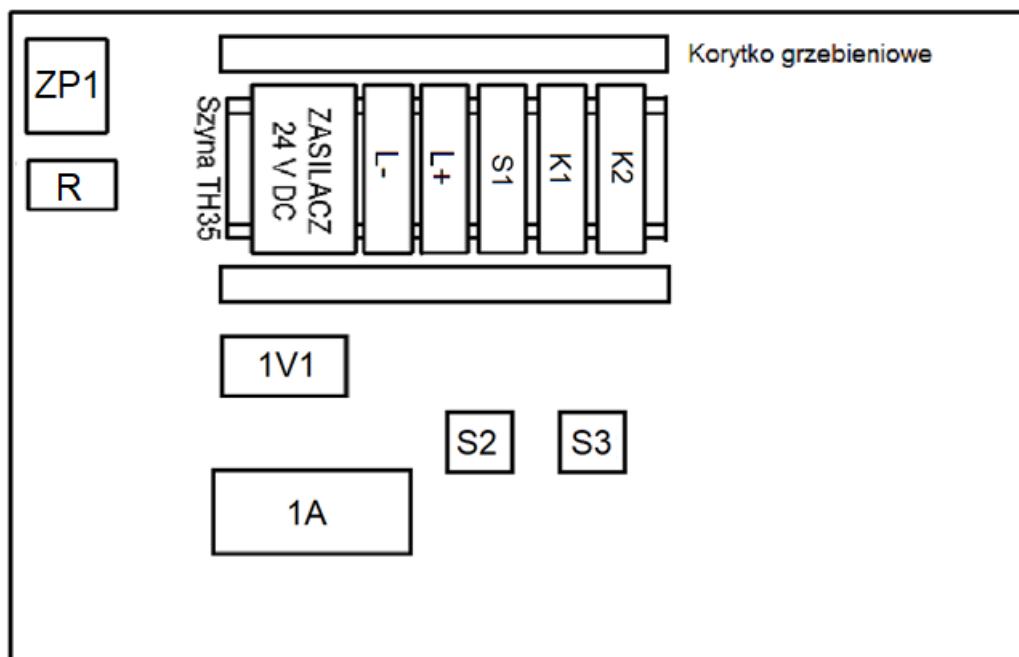 Korytko grzebieniowe
ZP1
R
Szyna TH35
ZASILACZ
24 V DC
L-
L+
S1
K1
K2
1V1
S2
S3
1A